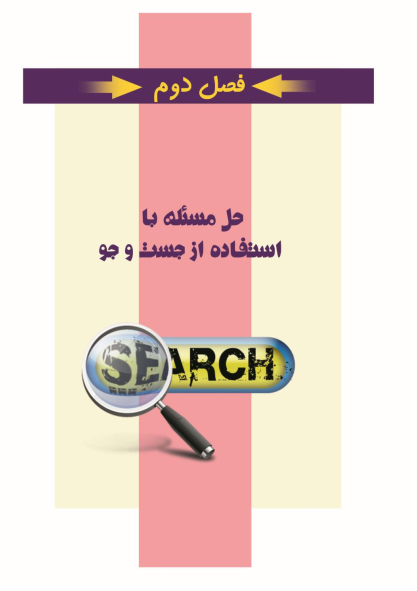 فصل دوم
حل مسئله با
استفاده از جست و جو
SEARCH